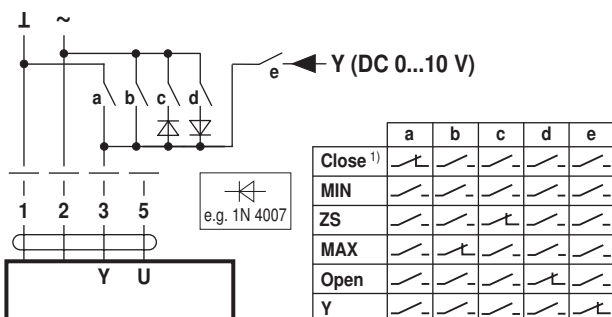 ⊥ ~
a b c d e
Y (DC 0...10 V)
1 2 3 5
Y U
e.g. 1N 4007
a b c d e
Close 1)
MIN
ZS
MAX
Open
Y